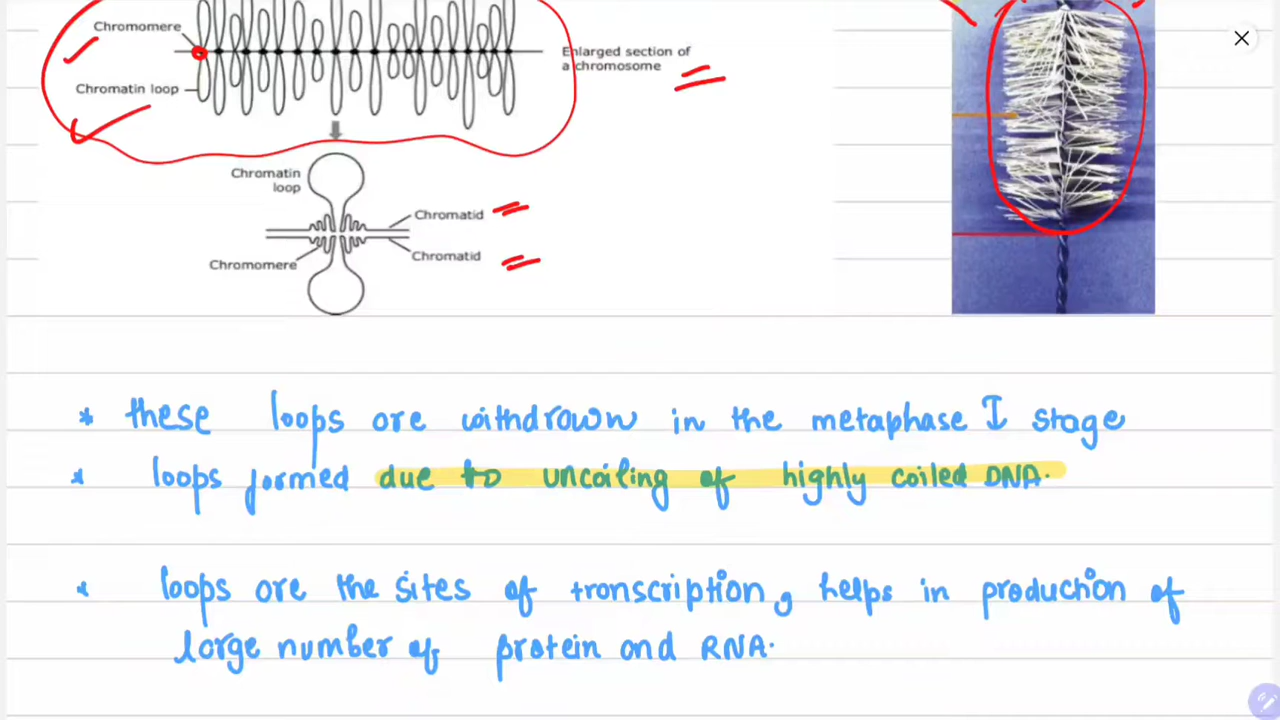 Chromomere
Enlarged section of
a chromosome
Chromatin loop
Chromatin
loop
Chromatid
Chromomere
Chromatid
* these loops are withdrawn in the metaphase I stage
* loops formed due to uncoiling of highly coiled DNA.
* loops are the sites of transcription, helps in production of
large number of protein and RNA.